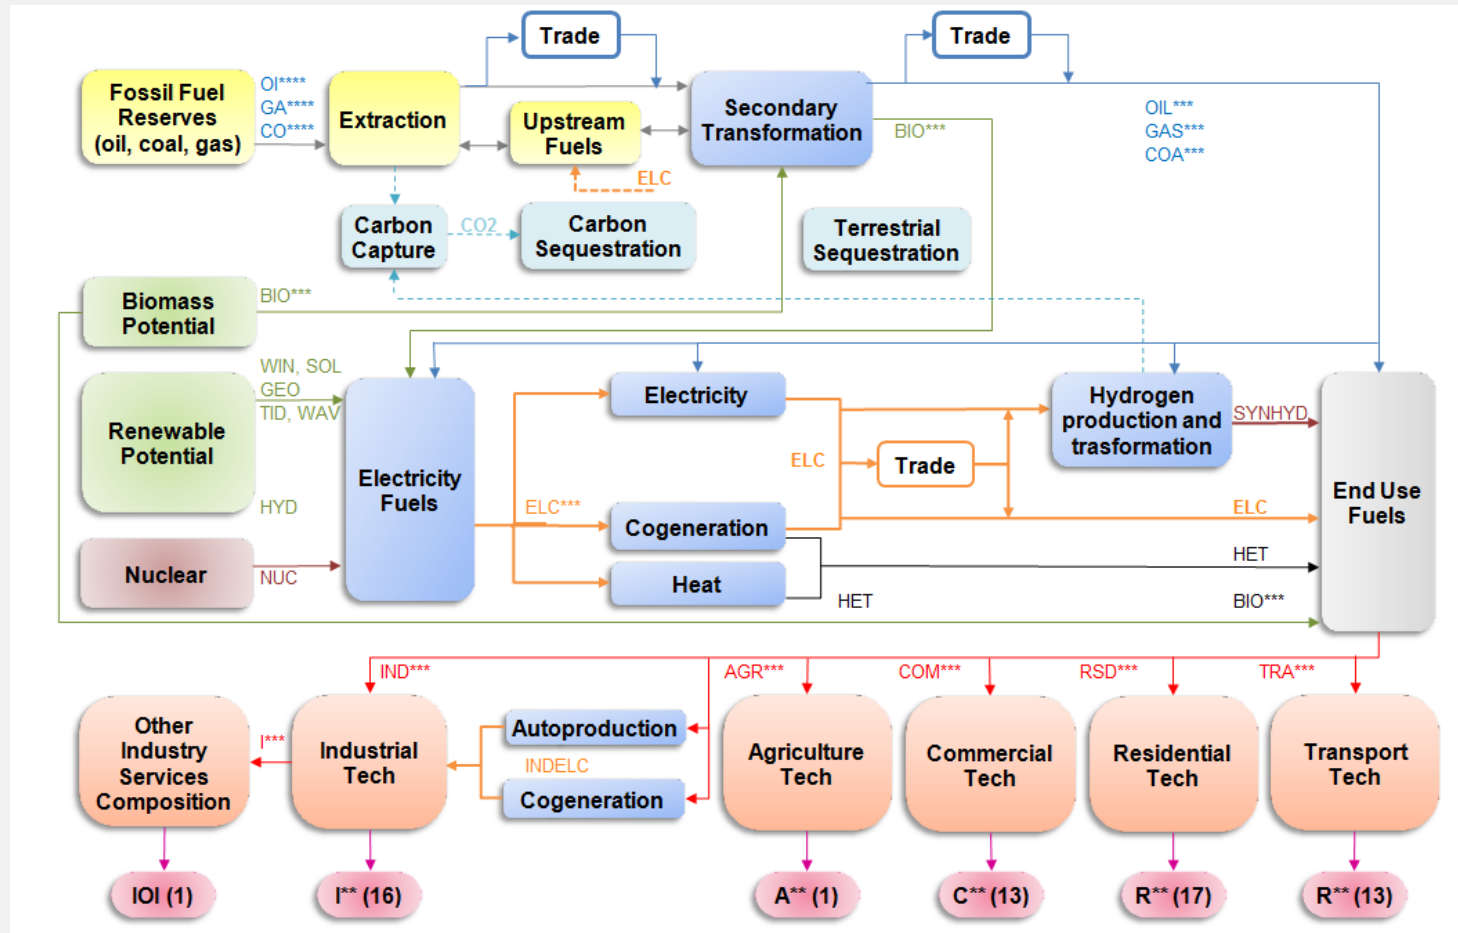 Trade
Trade
Fossil Fuel
Reserves
(oil, coal, gas)
OI****
GA****
CO****
Extraction
Upstream
Fuels
Secondary
Transformation
BIO***
OIL***
GAS***
COA***
ELC
Carbon
Capture
CO2
Carbon
Sequestration
Terrestrial
Sequestration
Biomass
Potential
BIO***
Renewable
Potential
WIN, SOL
GEO
TID, WAV
HYD
Nuclear
NUC
Electricity
Fuels
ELC***
Electricity
Cogeneration
Heat
ELC
Trade
HET
Hydrogen
production and
trasformation
SYNHYD
ELC
HET
BIO***
End Use
Fuels
IND***
AGR***
COM***
RSD***
TRA***
Other
Industry
Services
Composition
I***
Industrial
Tech
Autoproduction
INDELC
Cogeneration
Agriculture
Tech
Commercial
Tech
Residential
Tech
Transport
Tech
IOI (1)
I** (16)
A** (1)
C** (13)
R** (17)
R** (13)